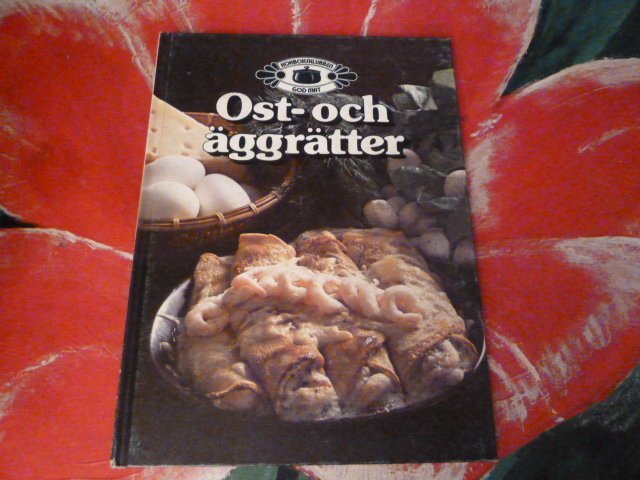 KOKBOKSKLUBBEN
GOD MAT
Ost- och
äggrätter